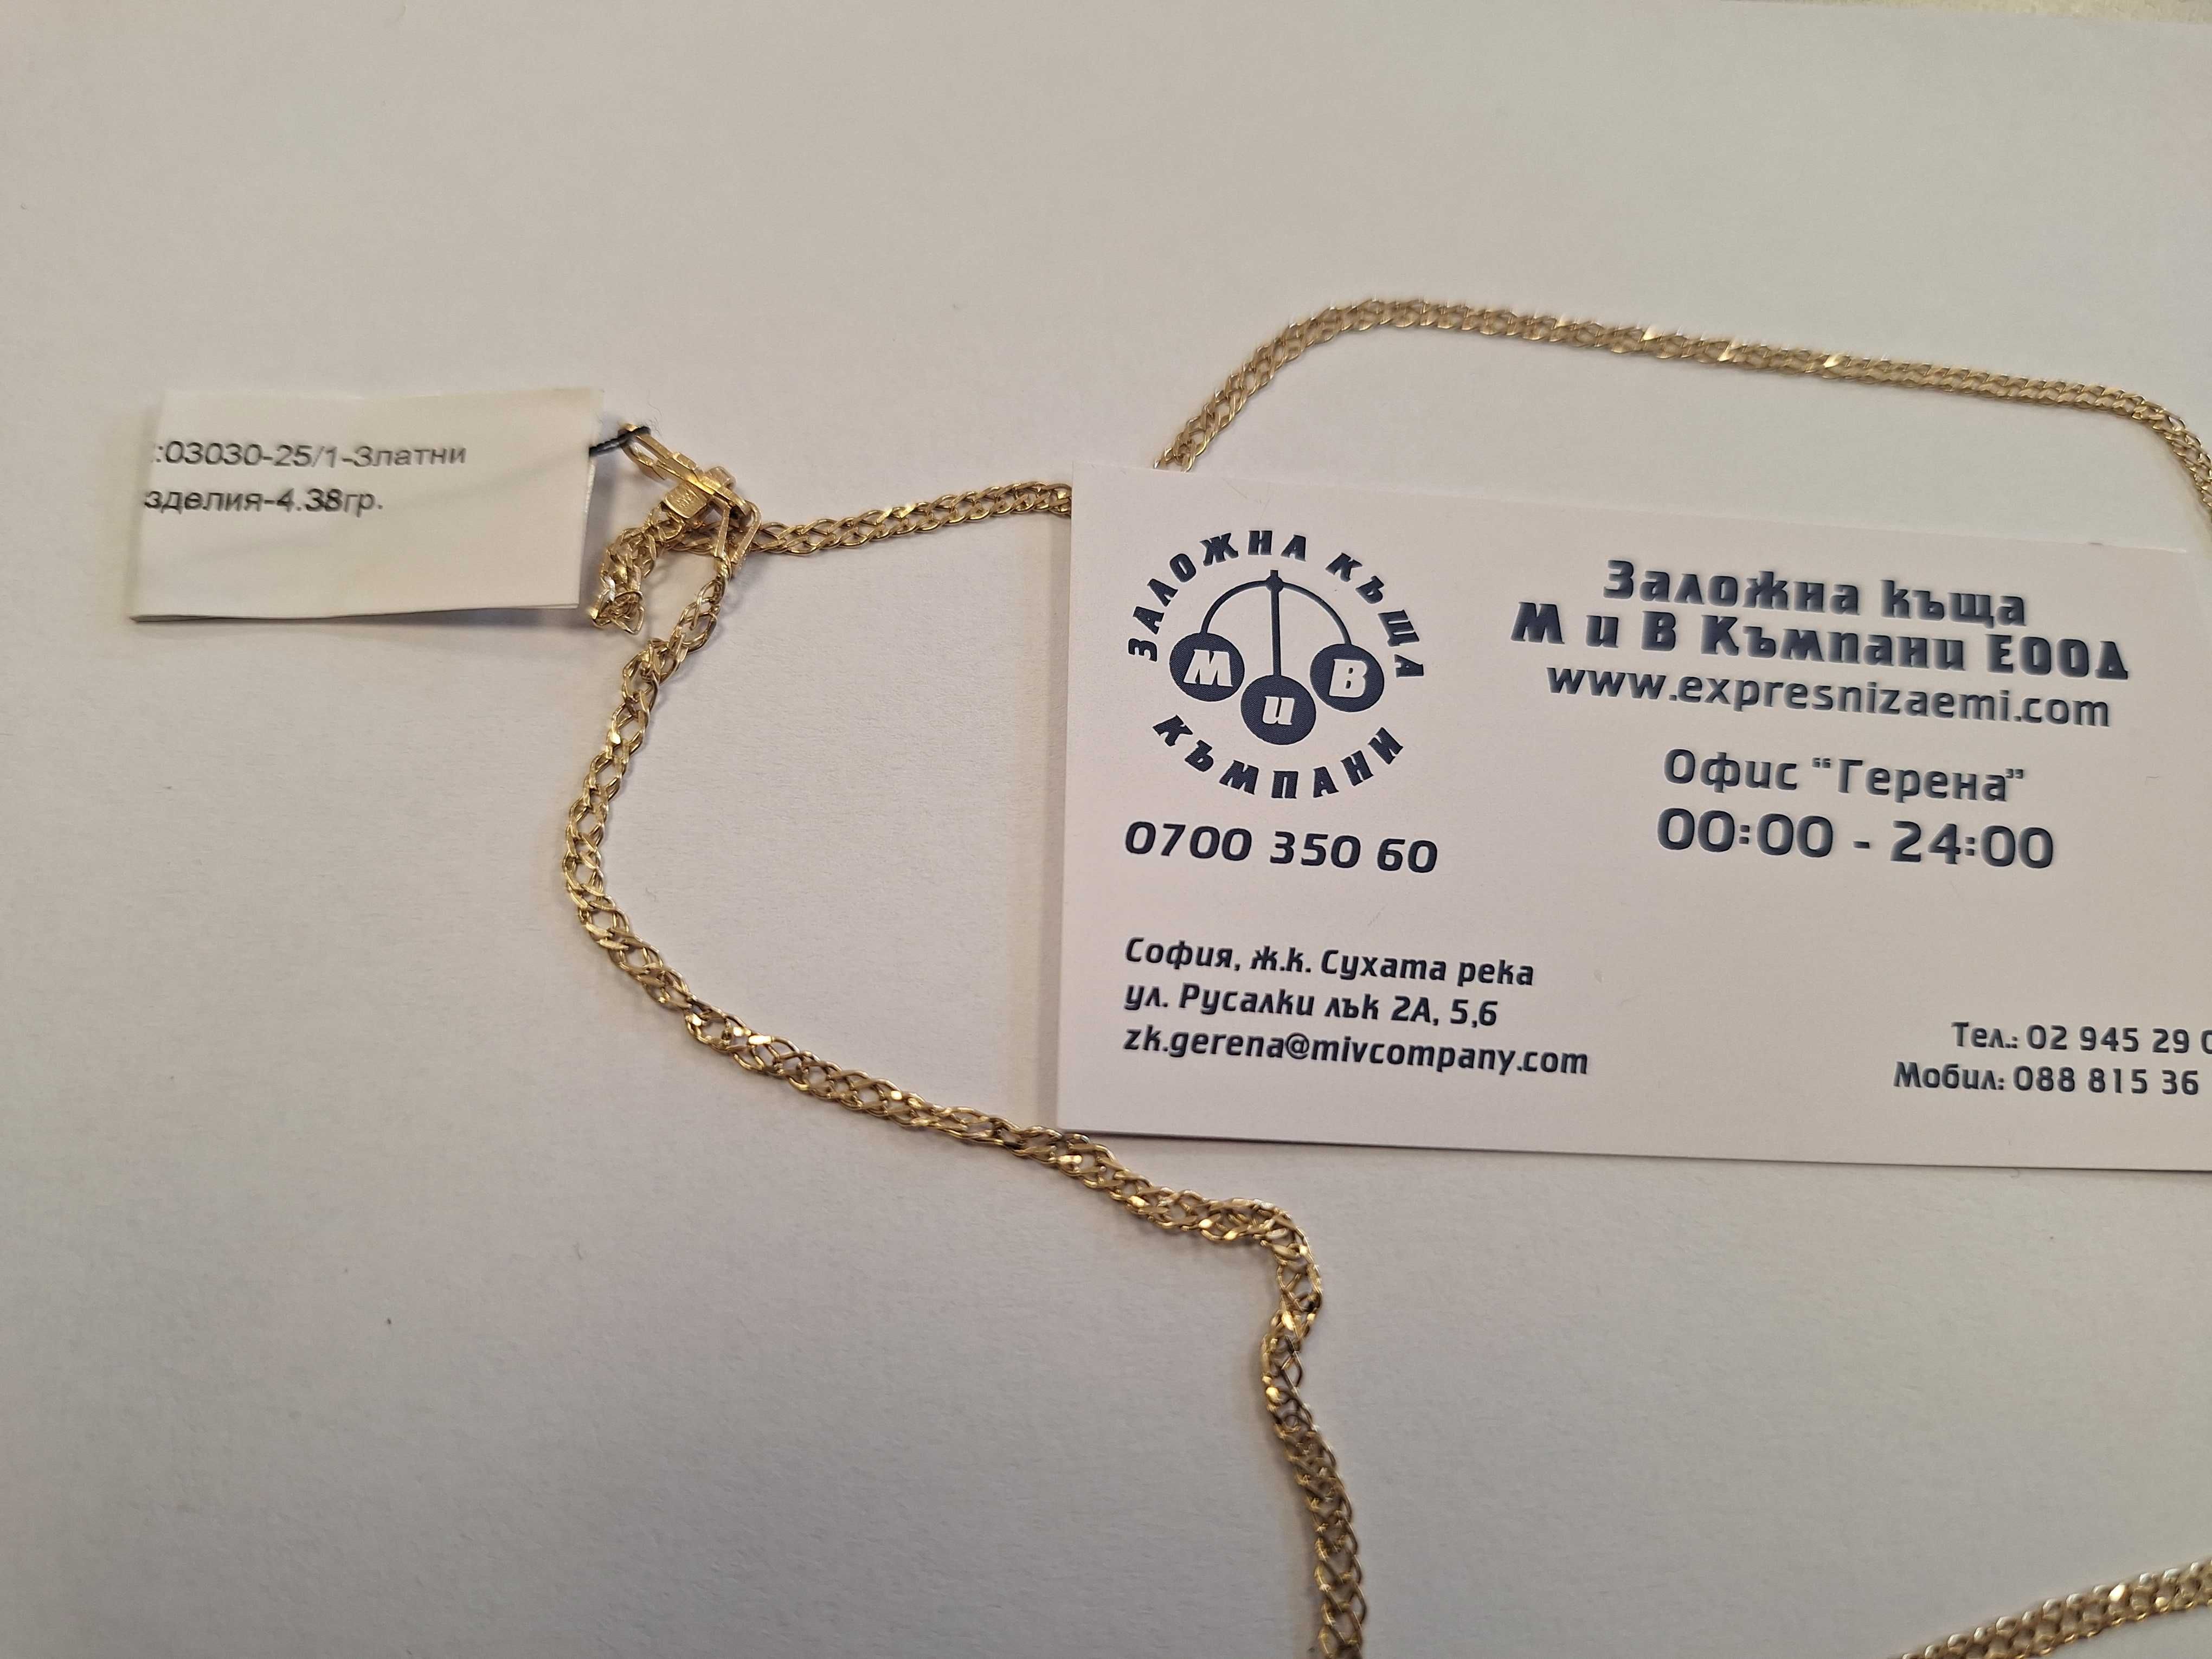 :03030-25/1-Златни
зделия-4.38гр.
ЗАЛОЖНА КЪЩА
М и В
КЪМПАНИ
0700 350 60
Заложна къща
М и В Къмпани ЕООД
www.expresnizaemi.com
Офис “Герена”
00:00 - 24:00
София, ж.к. Сухата река
ул. Русалки лък 2А, 5,6
zk.gerena@mivcompany.com
Тел.: 02 945 29
Мобил: 088 815 36